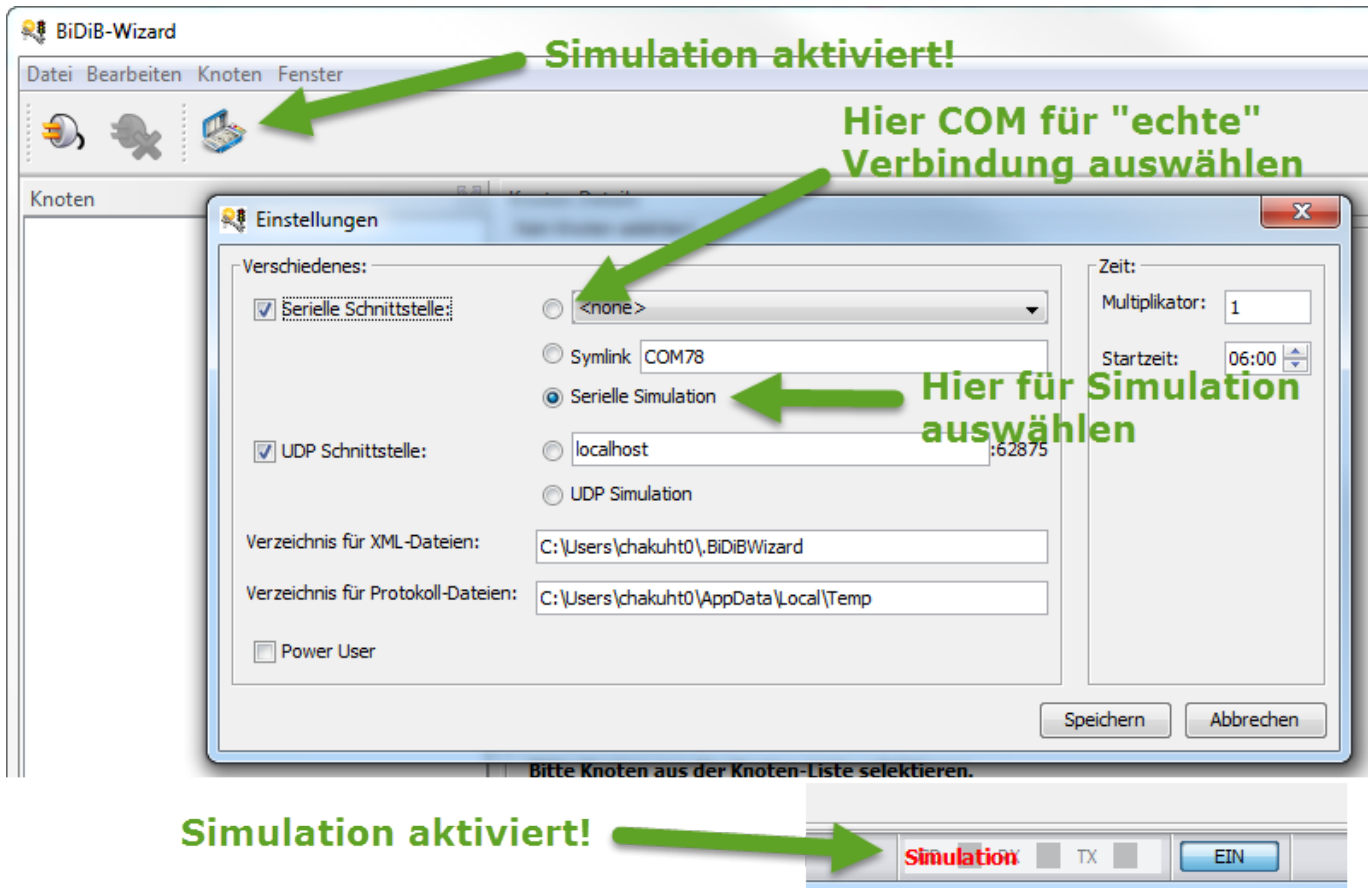 BiDiB-Wizard
Simulation aktiviert!
Datei Bearbeiten Knoten Fenster
Hier COM für "echte"
Verbindung auswählen
Knoten
Knoten-Details
Einstellungen
Verschiedenes:
Zeit:
Serielle Schnittstelle:
<none>
Multiplikator:
1
Symlink
COM78
Startzeit:
06:00
Serielle Simulation
Hier für Simulation
auswählen
UDP Schnittstelle:
localhost
:62875
UDP Simulation
Verzeichnis für XML-Dateien:
C:\Users\chakuht0\.BiDiBWizard
Verzeichnis für Protokoll-Dateien:
C:\Users\chakuht0\AppData\Local\Temp
Power User
Speichern
Abbrechen
Bitte Knoten aus der Knoten-Liste selektieren.
Simulation aktiviert!
Simulation
TX
EIN